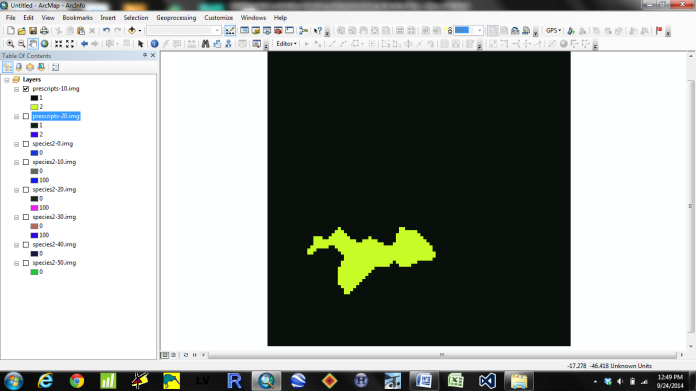 Untitled - ArcMap - ArcInfo
File Edit View Bookmarks Insert Selection Geoprocessing Customize Windows Help
GPS
Editor
Table Of Contents
Layers
prescripts-10.img
1
2
prescripts-20.img
1
2
species2-0.img
0
species2-10.img
0
100
species2-20.img
0
100
species2-30.img
0
100
species2-40.img
0
species2-50.img
0
-17.278 -46.418 Unknown Units
LV
R
H
12:49 PM
9/24/2014